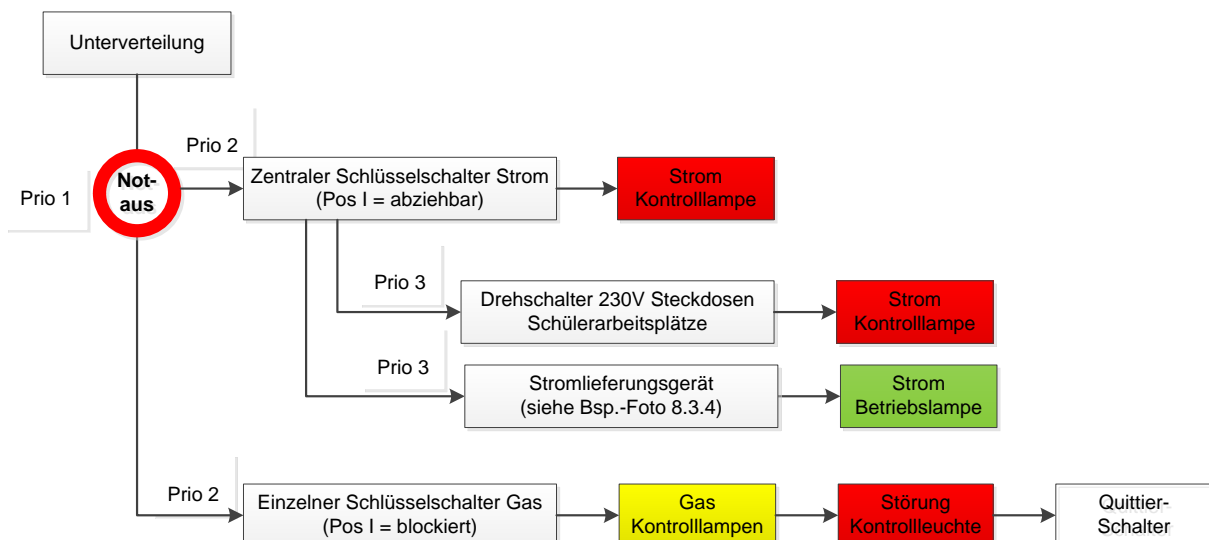 Unterverteilung
Prio 1
Not-
aus
Prio 2
Zentraler Schlüsselschalter Strom
(Pos I = abziehbar)
Strom
Kontrolllampe
Prio 3
Drehschalter 230V Steckdosen
Schülerarbeitsplätze
Strom
Kontrolllampe
Prio 3
Stromlieferungsgerät
(siehe Bsp.-Foto 8.3.4)
Strom
Betriebslampe
Prio 2
Einzelner Schlüsselschalter Gas
(Pos I = blockiert)
Gas
Kontrolllampen
Störung
Kontrollleuchte
Quittier-
Schalter